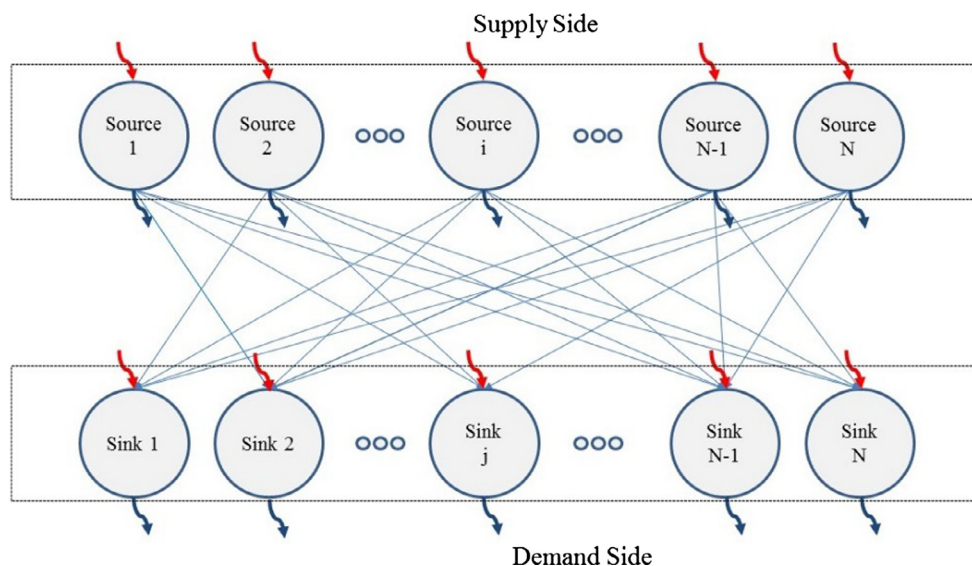 Supply Side
Source
1
Source
2
Source
i
Source
N-1
Source
N
Sink 1
Sink 2
Sink
j
Sink
N-1
Sink
N
Demand Side